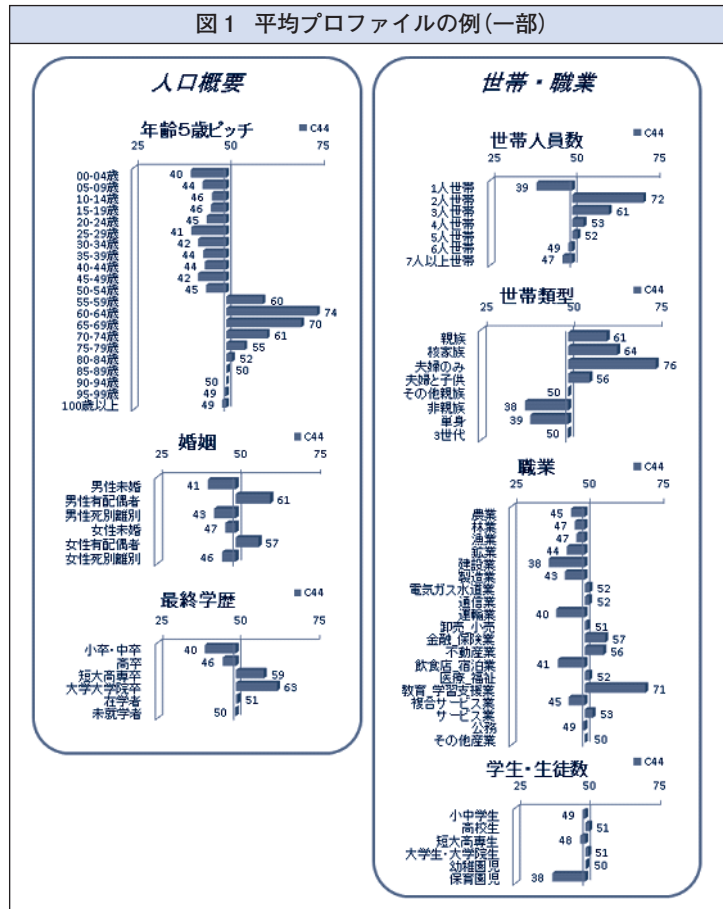 図1 平均プロファイルの例(一部)
人口概要
年齢5歳ピッチ
C44
25 50 75
00-04歳 40
05-09歳 44
10-14歳 46
15-19歳 46
20-24歳 45
25-29歳 41
30-34歳 42
35-39歳 44
40-44歳 44
45-49歳 42
50-54歳 45
55-59歳 60
60-64歳 74
65-69歳 70
70-74歳 61
75-79歳 55
80-84歳 52
85-89歳 50
90-94歳 50
95-99歳 49
100歳以上 49
婚姻
C44
25 50 75
男性未婚 41
男性有配偶者 61
男性死別離別 43
女性未婚 47
女性有配偶者 57
女性死別離別 46
最終学歴
C44
25 50 75
小卒・中卒 40
高卒 46
短大高専卒 59
大学大学院卒 63
在学者 51
未就学者 50
世帯・職業
世帯人員数
C44
25 50 75
1人世帯 39
2人世帯 72
3人世帯 61
4人世帯 53
5人世帯 52
6人世帯 49
7人以上世帯 47
世帯類型
C44
25 50 75
親族 61
核家族 64
夫婦のみ 76
夫婦と子供 56
その他親族 50
非親族 38
単身 39
3世代 50
職業
C44
25 50 75
農業 45
林業 47
漁業 47
鉱業 44
建設業 38
製造業 43
電気ガス水道業 52
通信業 52
運輸業 40
卸売_小売 51
金融_保険業 57
不動産業 56
飲食店_宿泊業 41
医療_福祉 52
教育_学習支援業 71
複合サービス業 45
サービス業 53
公務 49
その他産業 50
学生・生徒数
C44
25 50 75
小中学生 49
高校生 51
短大高専生 48
大学生・大学院生 51
幼稚園児 50
保育園児 38